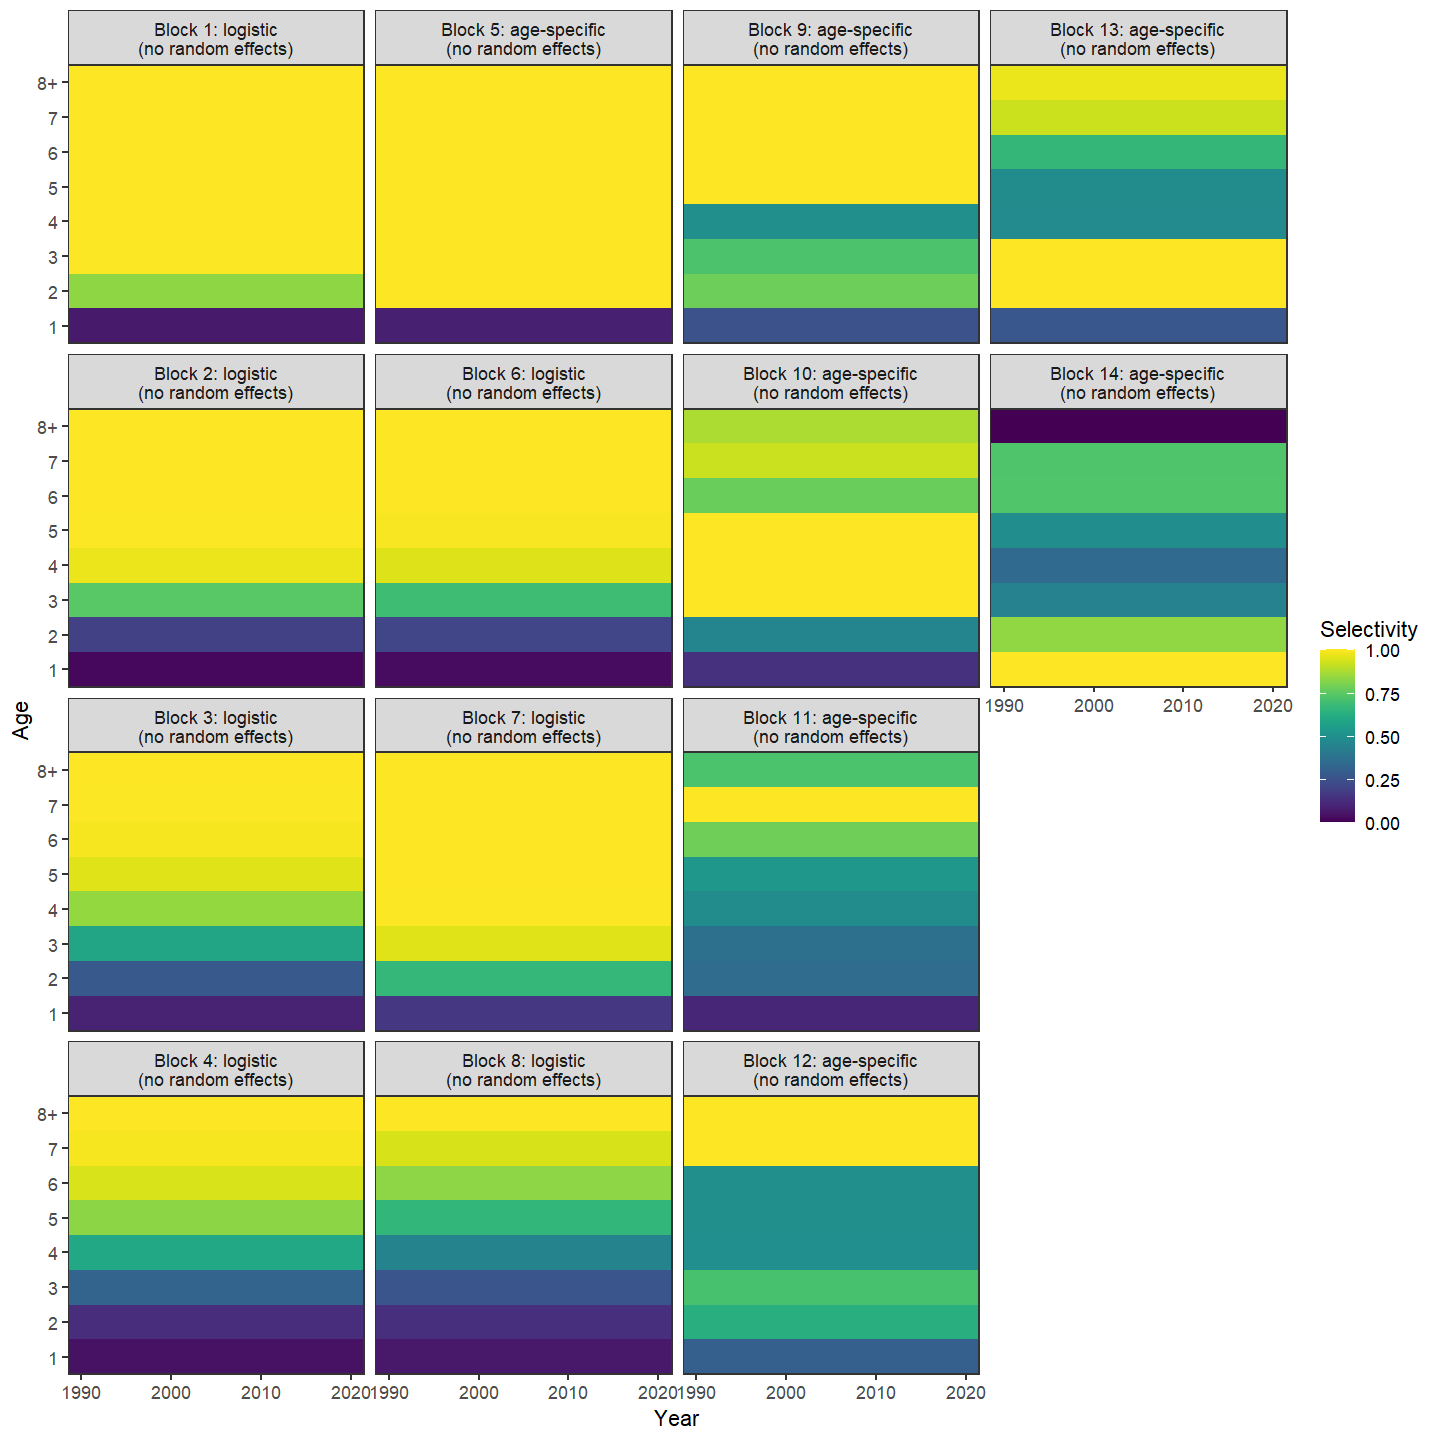 Block 1: logistic
(no random effects)
Block 5: age-specific
(no random effects)
Block 9: age-specific
(no random effects)
Block 13: age-specific
(no random effects)
8+
7
6
5
4
3
2
1
Block 2: logistic
(no random effects)
Block 6: logistic
(no random effects)
Block 10: age-specific
(no random effects)
Block 14: age-specific
(no random effects)
8+
7
6
5
4
3
2
1
1990 2000 2010 2020
Block 3: logistic
(no random effects)
Block 7: logistic
(no random effects)
Block 11: age-specific
(no random effects)
8+
7
6
5
4
3
2
1
Block 4: logistic
(no random effects)
Block 8: logistic
(no random effects)
Block 12: age-specific
(no random effects)
8+
7
6
5
4
3
2
1
1990 2000 2010 2020
1990 2000 2010 2020
1990 2000 2010 2020
Year
Age
Selectivity
1.00
0.75
0.50
0.25
0.00